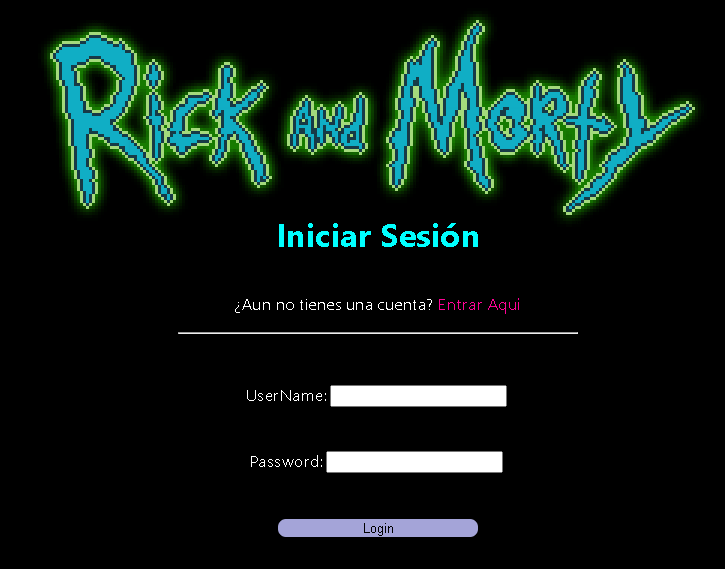 Rick and Morty
Iniciar Sesión
¿Aun no tienes una cuenta? Entrar Aqui
UserName:
Password:
Login